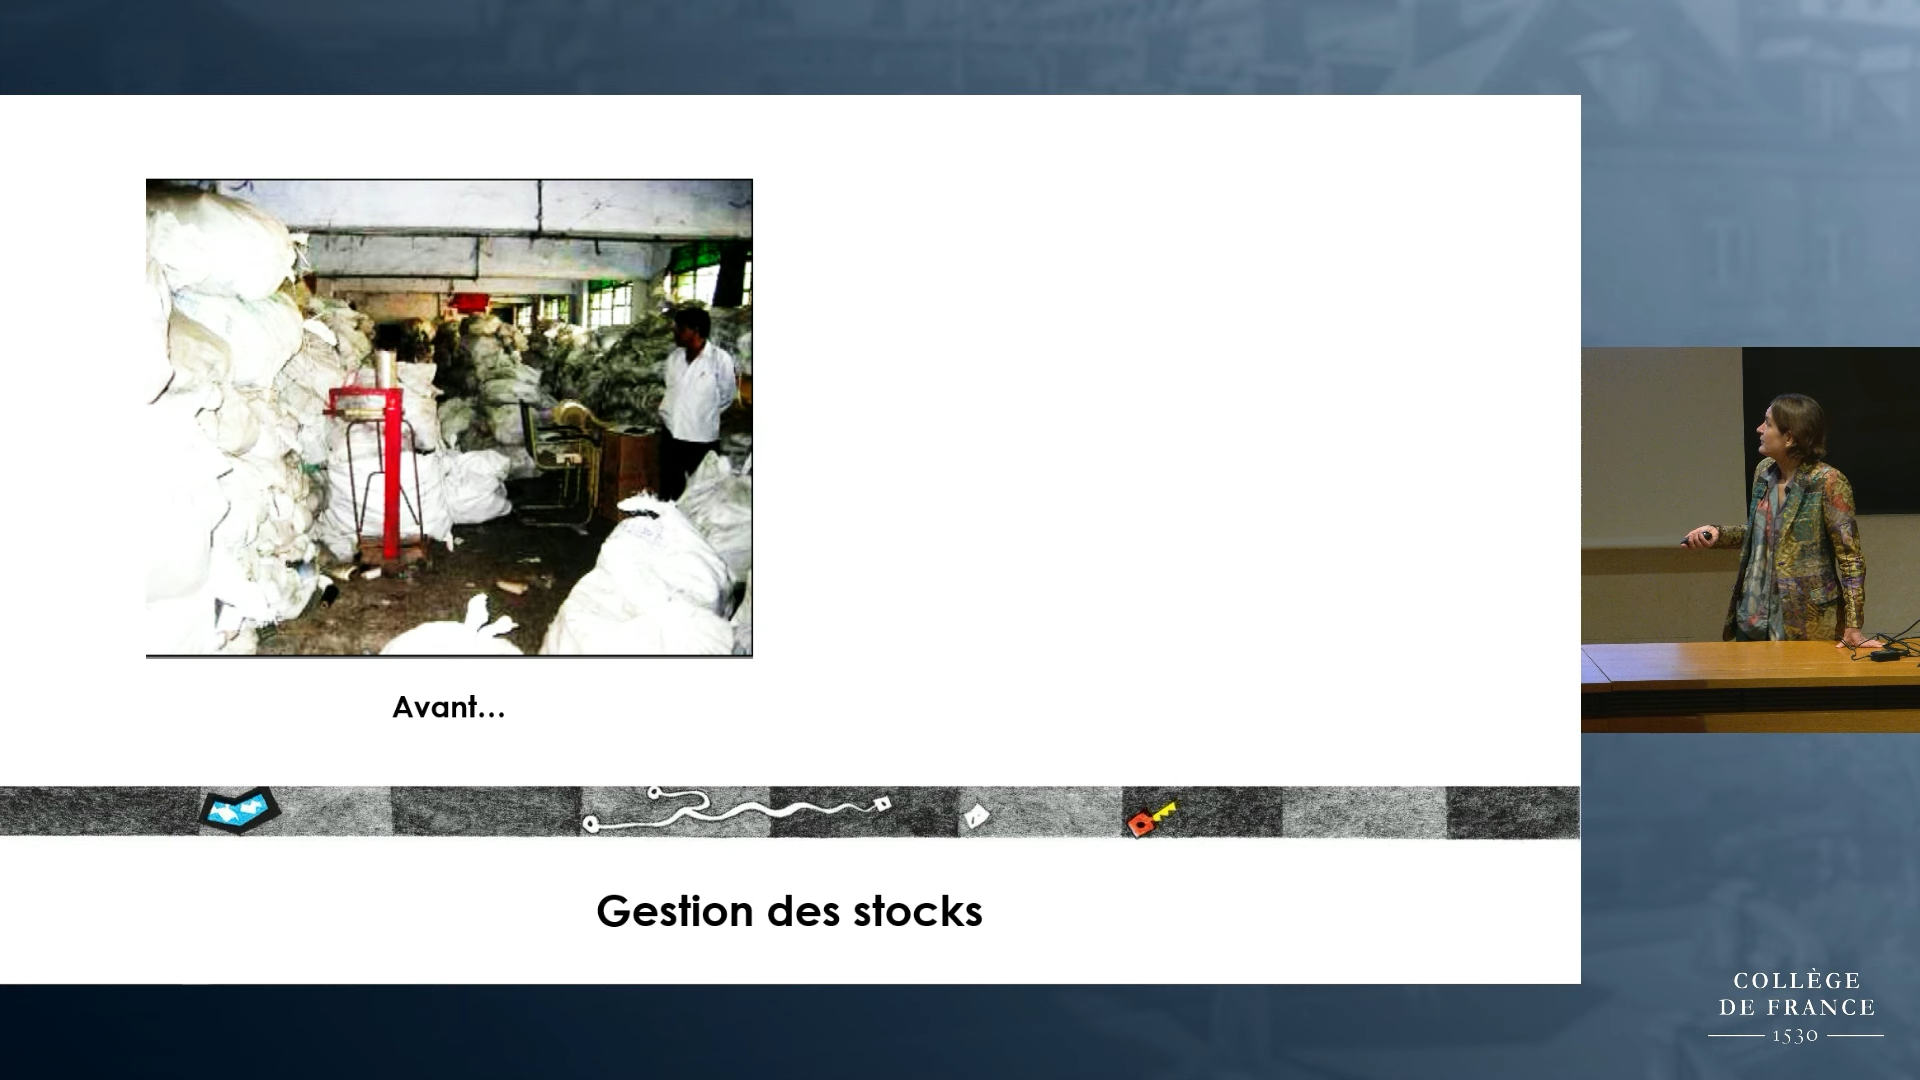 Avant...
Gestion des stocks
COLLÈGE
DE FRANCE
1530